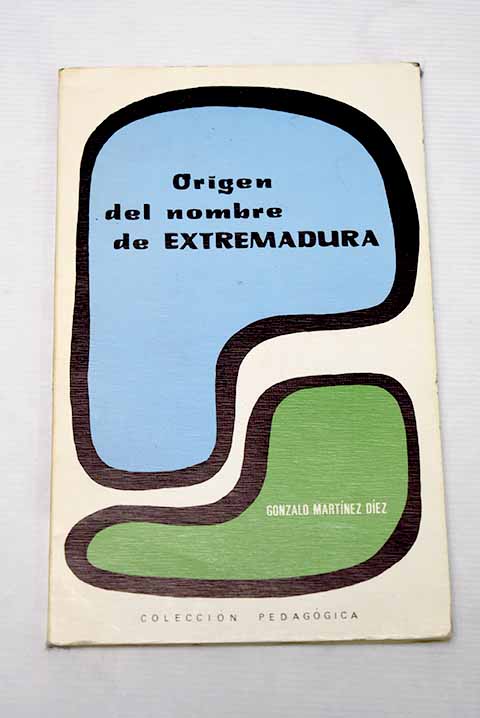 Origen
del nombre
de EXTREMADURA
GONZALO MARTÍNEZ DÍEZ
COLECCIÓN PEDAGÓGICA